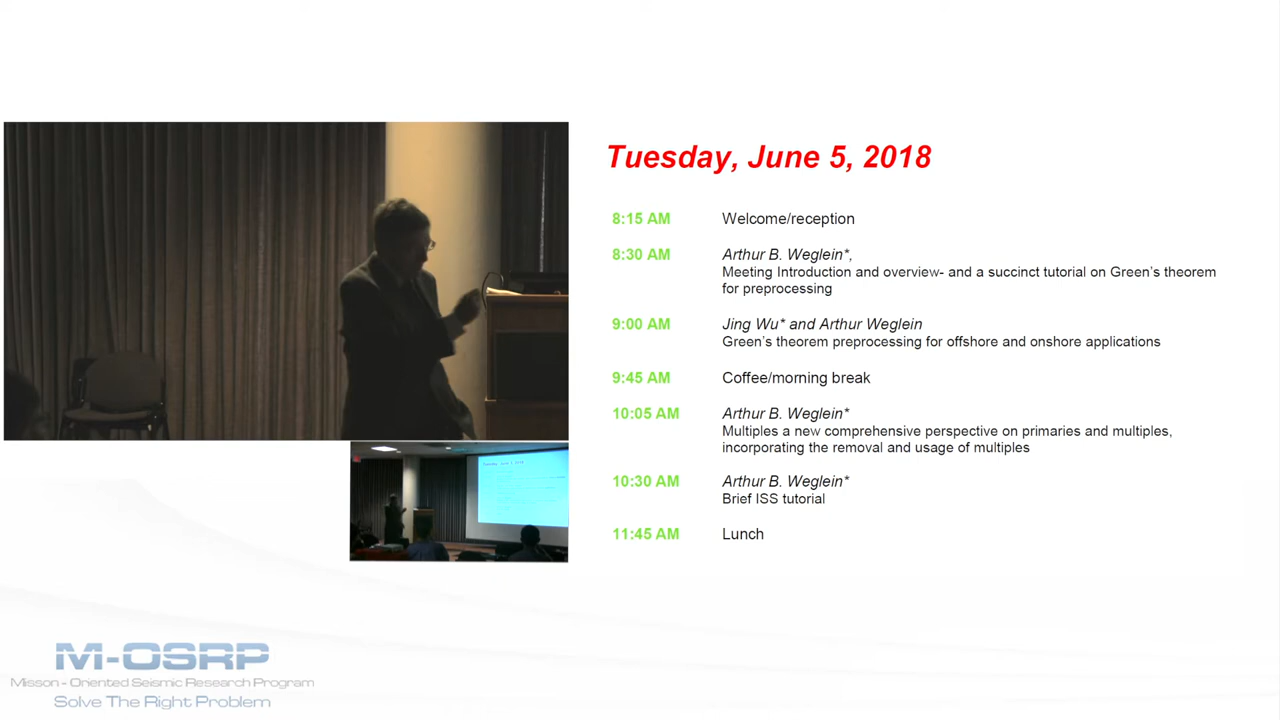 Tuesday, June 5, 2018
8:15 AM Welcome/reception
8:30 AM Arthur B. Weglein*,
Meeting Introduction and overview- and a succinct tutorial on Green's theorem
for preprocessing
9:00 AM Jing Wu* and Arthur Weglein
Green's theorem preprocessing for offshore and onshore applications
9:45 AM Coffee/morning break
10:05 AM Arthur B. Weglein*
Multiples a new comprehensive perspective on primaries and multiples,
incorporating the removal and usage of multiples
10:30 AM Arthur B. Weglein*
Brief ISS tutorial
11:45 AM Lunch
Tuesday, June 5, 2018
M-OSRP
Misson - Oriented Seismic Research Program
Solve The Right Problem